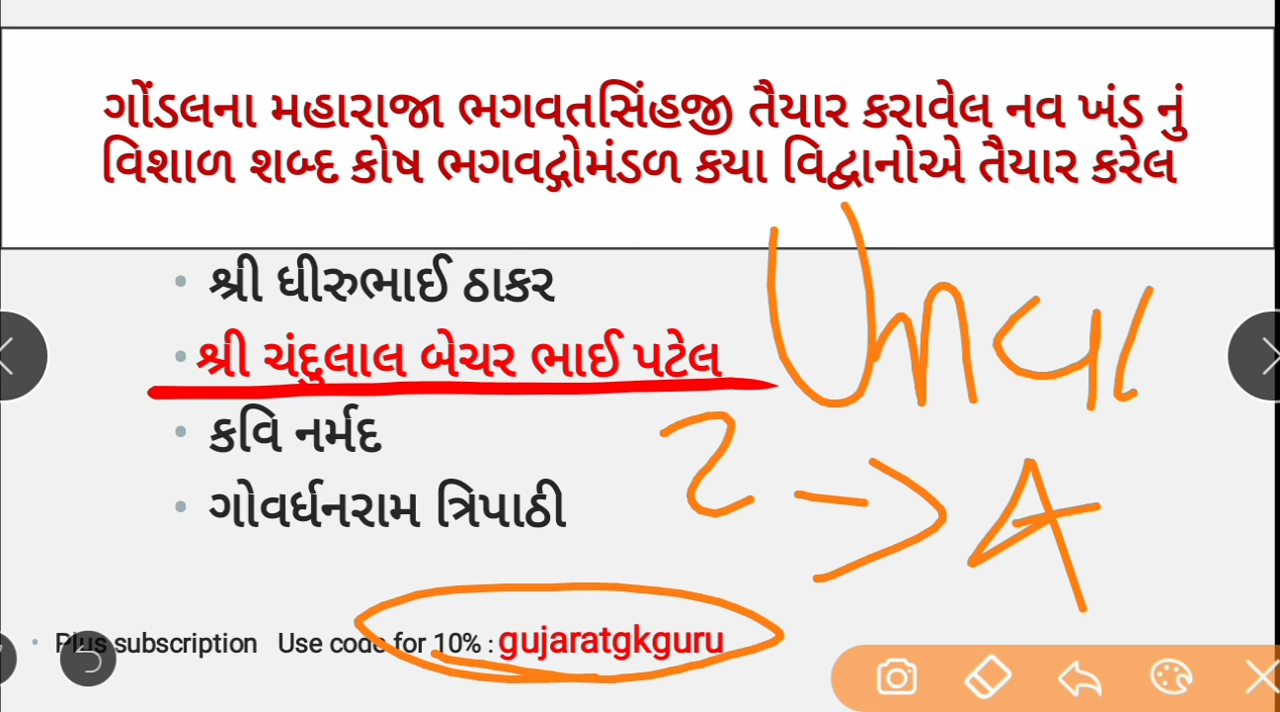 ગોંડલના મહારાજા ભગવતસિંહજી તૈયાર કરાવેલ નવ ખંડ નું
વિશાળ શબ્દ કોષ ભગવદ્ગોમંડળ કયા વિદ્વાનોએ તૈયાર કરેલ
• શ્રી ધીરુભાઈ ઠાકર
• શ્રી ચંદુલાલ બેચર ભાઈ પટેલ
• કવિ નર્મદ
• ગોવર્ધનરામ ત્રિપાઠી
• Plus subscription Use code for 10% : gujaratgkguru